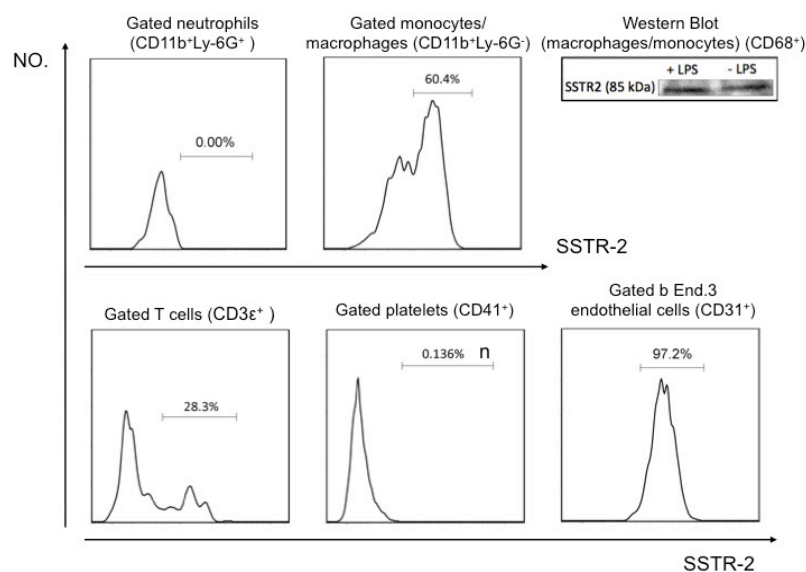 Gated neutrophils
(CD11b⁺Ly-6G⁺ )
Gated monocytes/
macrophages (CD11b⁺Ly-6G⁻)
Western Blot
(macrophages/monocytes) (CD68⁺)
NO.
0.00%
60.4%
+ LPS - LPS
SSTR2 (85 kDa)
SSTR-2
Gated T cells (CD3ε⁺ )
Gated platelets (CD41⁺)
Gated b End.3
endothelial cells (CD31⁺)
28.3%
0.136% n
97.2%
SSTR-2